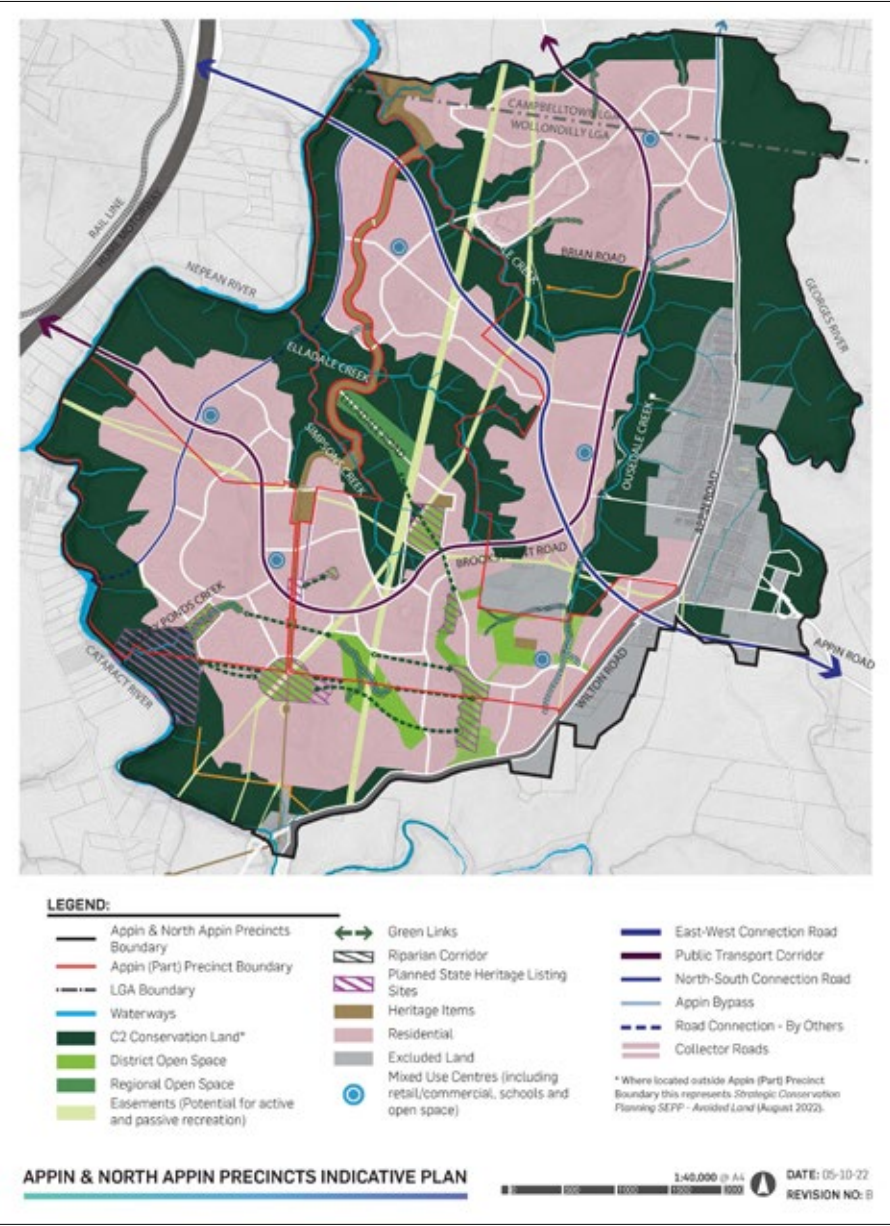 CAMPBELLTOWN LGA
WOLLONDILLY LGA
RAIL LINE
HUME MOTORWAY
NEPEAN RIVER
BRIAN ROAD
GEORGES RIVER
ELLADALE CREEK
SIMPSONS CREEK
OUSEDALE CREEK
APPIN ROAD
ROAD
PONDS CREEK
CATARACT RIVER
WILTON ROAD
APPIN ROAD
LEGEND:
Appin & North Appin Precincts
Boundary
Appin (Part) Precinct Boundary
LGA Boundary
Waterways
C2 Conservation Land*
District Open Space
Regional Open Space
Easements (Potential for active
and passive recreation)
Green Links
Riparian Corridor
Planned State Heritage Listing
Sites
Heritage Items
Residential
Excluded Land
Mixed Use Centres (including
retail/commercial, schools and
open space)
East-West Connection Road
Public Transport Corridor
North-South Connection Road
Appin Bypass
Road Connection - By Others
Collector Roads
* Where located outside Appin (Part) Precinct
Boundary this represents Strategic Conservation
Planning SEPP - Avoided Land (August 2022).
APPIN & NORTH APPIN PRECINCTS INDICATIVE PLAN
1:40,000 @ A4
0 500 1000 1500 2000
DATE: 05-10-22
REVISION NO: B